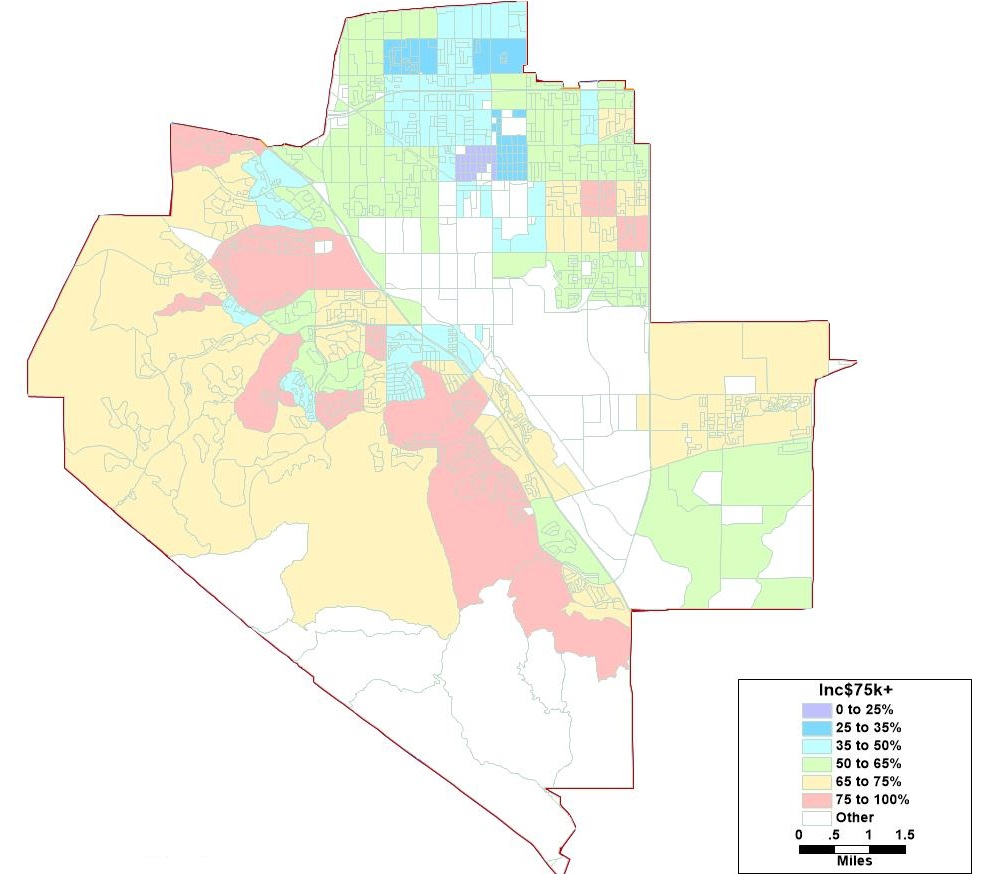 Inc$75k+
0 to 25%
25 to 35%
35 to 50%
50 to 65%
65 to 75%
75 to 100%
Other
0 .5 1 1.5
Miles